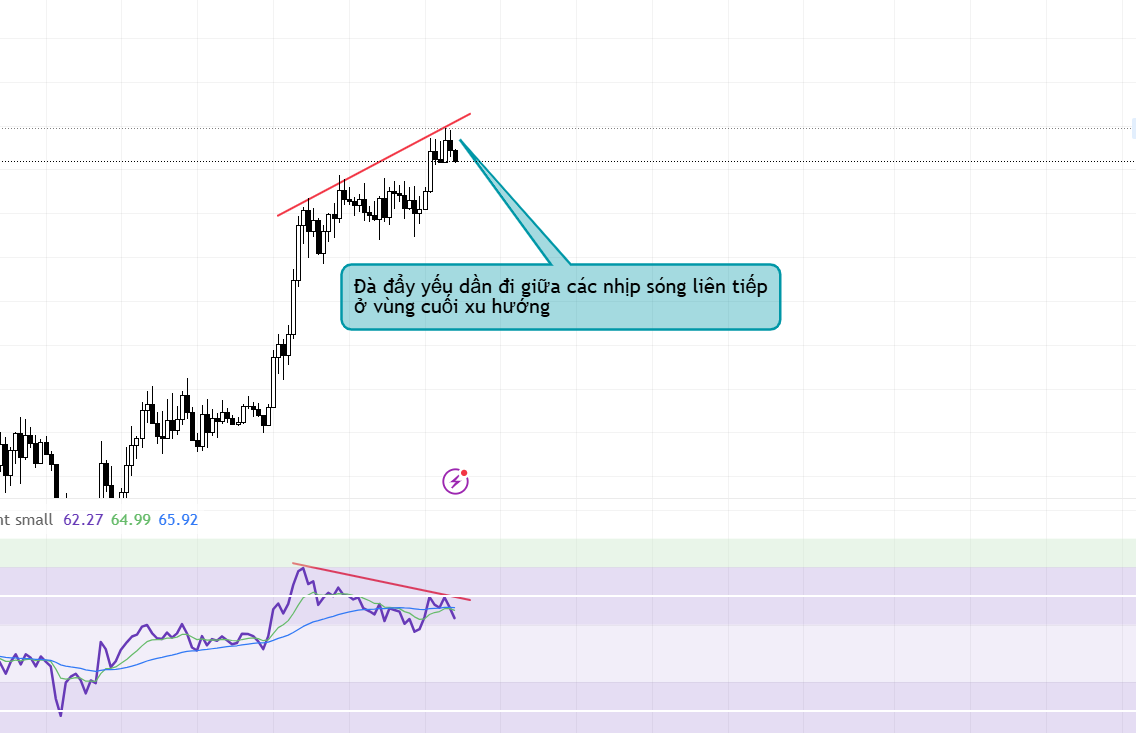 Đà đẩy yếu dần đi giữa các nhịp sóng liên tiếp
ở vùng cuối xu hướng
nt small 62.27 64.99 65.92